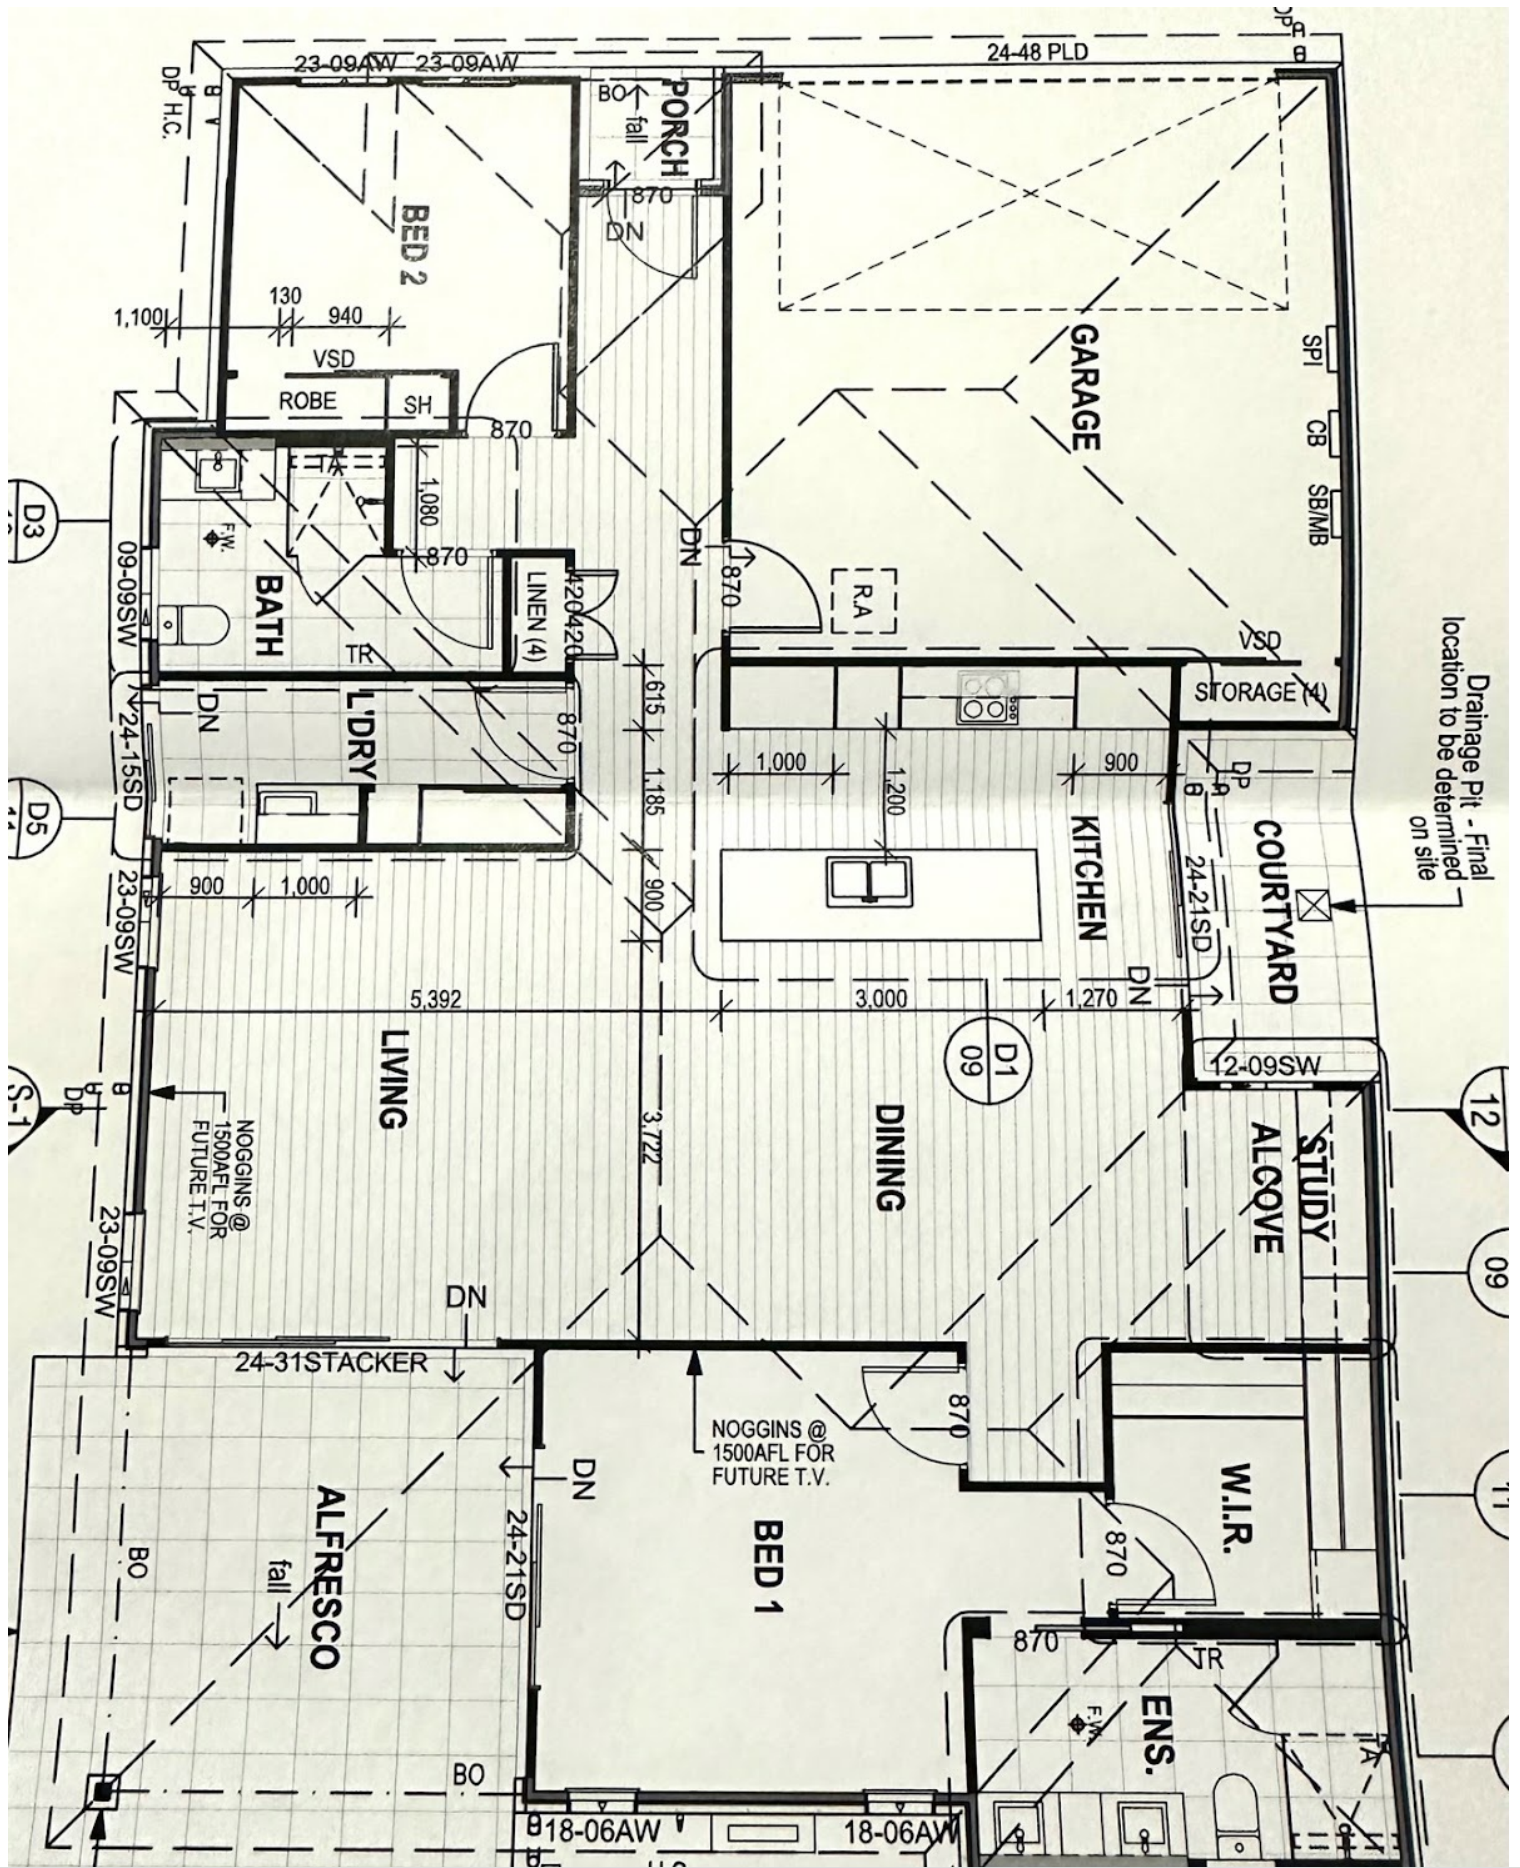 24-48 PLD
DP
23-09AW
23-09AW
DP H.C.
BO
fall
PORCH
870
DN
BED 2
1,100
130
940
VSD
ROBE
SH
870
GARAGE
SPI
CB
SB/MB
TA
1,080
870
D3
F.W.
BATH
09-09SW
TR
LINEN (4)
420
420
DN
870
R.A
VSD
STORAGE (4)
Drainage Pit - Final
location to be determined
on site
DN
L'DRY
870
24-15SD
D5
615
1,185
900
1,000
1,200
900
KITCHEN
DP
COURTYARD
24-21SD
DN
900
1,000
23-09SW
5,392
3,000
1,270
D1
09
12-09SW
LIVING
DINING
STUDY
ALCOVE
12
09
S-1
DP
NOGGINS @
1500AFL FOR
FUTURE T.V.
3,722
23-09SW
DN
24-31STACKER
NOGGINS @
1500AFL FOR
FUTURE T.V.
870
W.I.R.
11
870
DN
24-21SD
BED 1
ALFRESCO
fall
BO
870
TR
ENS.
F.W.
TA
BO
18-06AW
18-06AW